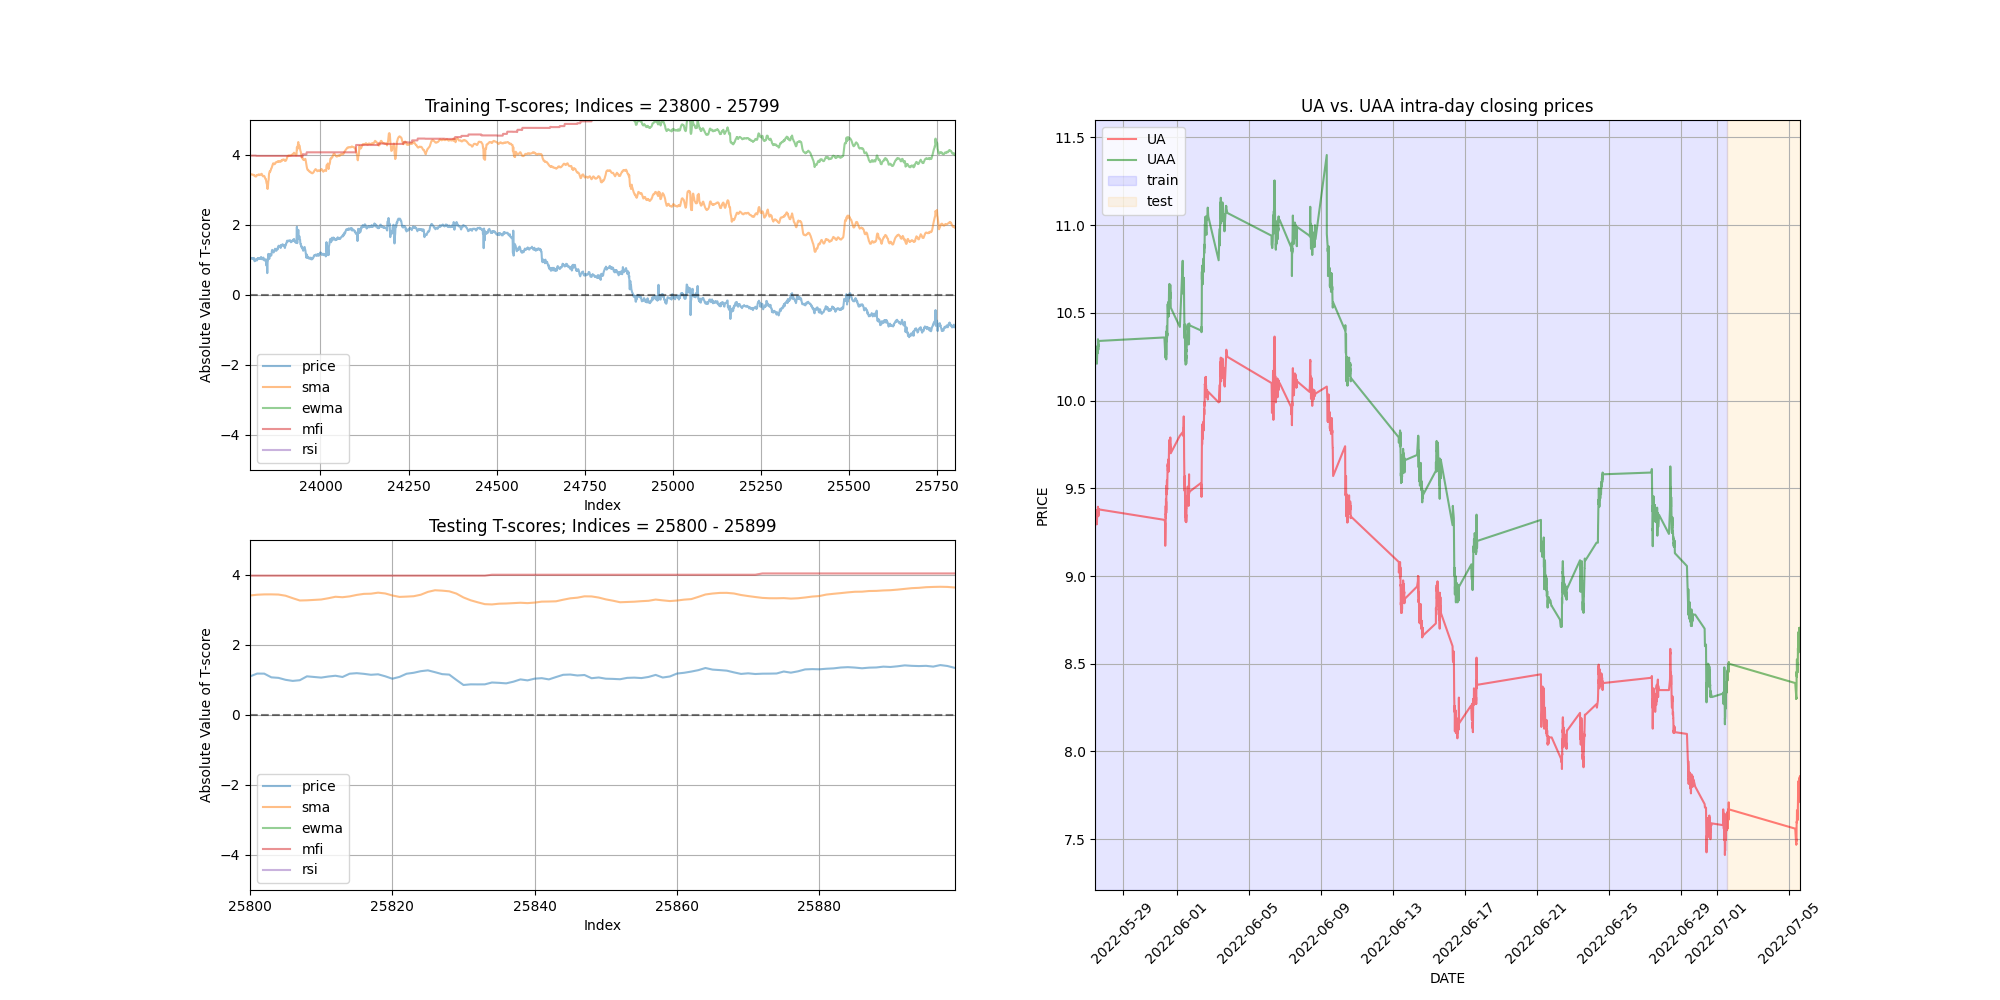 Training T-scores; Indices = 23800 - 25799
Absolute Value of T-score
4
2
0
−2
−4
price
sma
ewma
mfi
rsi
24000 24250 24500 24750 25000 25250 25500 25750
Index
Testing T-scores; Indices = 25800 - 25899
Absolute Value of T-score
4
2
0
−2
−4
price
sma
ewma
mfi
rsi
25800 25820 25840 25860 25880
Index
UA vs. UAA intra-day closing prices
PRICE
11.5
11.0
10.5
10.0
9.5
9.0
8.5
8.0
7.5
UA
UAA
train
test
2022-05-29 2022-06-01 2022-06-05 2022-06-09 2022-06-13 2022-06-17 2022-06-21 2022-06-25 2022-06-29 2022-07-01 2022-07-05
DATE